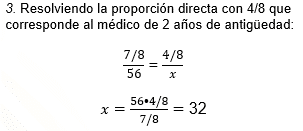 3. Resolviendo la proporción directa con 4/8 que
corresponde al médico de 2 años de antigüedad:
7/8 / 56 = 4/8 / x
x = 56•4/8 / 7/8 = 32